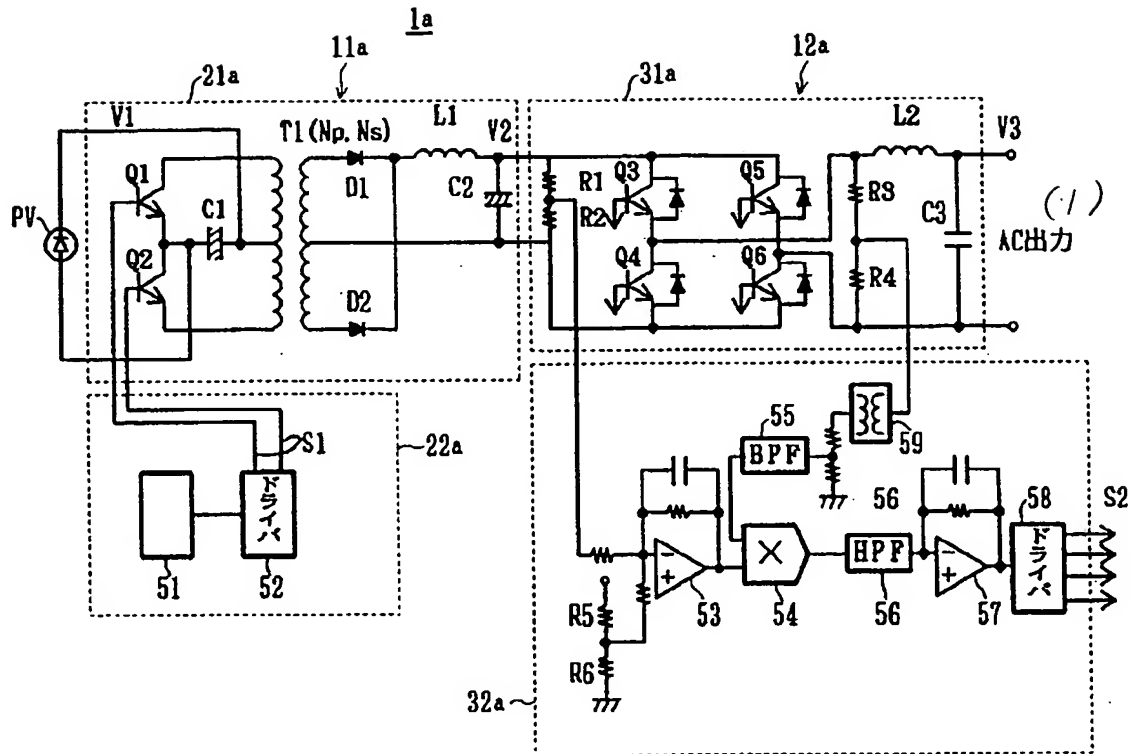 1a
11a
12a
21a
31a
V1
T1(Np. Ns)
L1
V2
L2
V3
Q1
D1
R1
Q3
Q5
R3
(1)
PV
C1
C2
R2
C3
AC出力
Q2
Q4
Q6
R4
D2
S1
22a
55
BPF
59
ドライバ
56
58
S2
×
HPF
ドライバ
51
52
53
54
56
57
R5
R6
32a